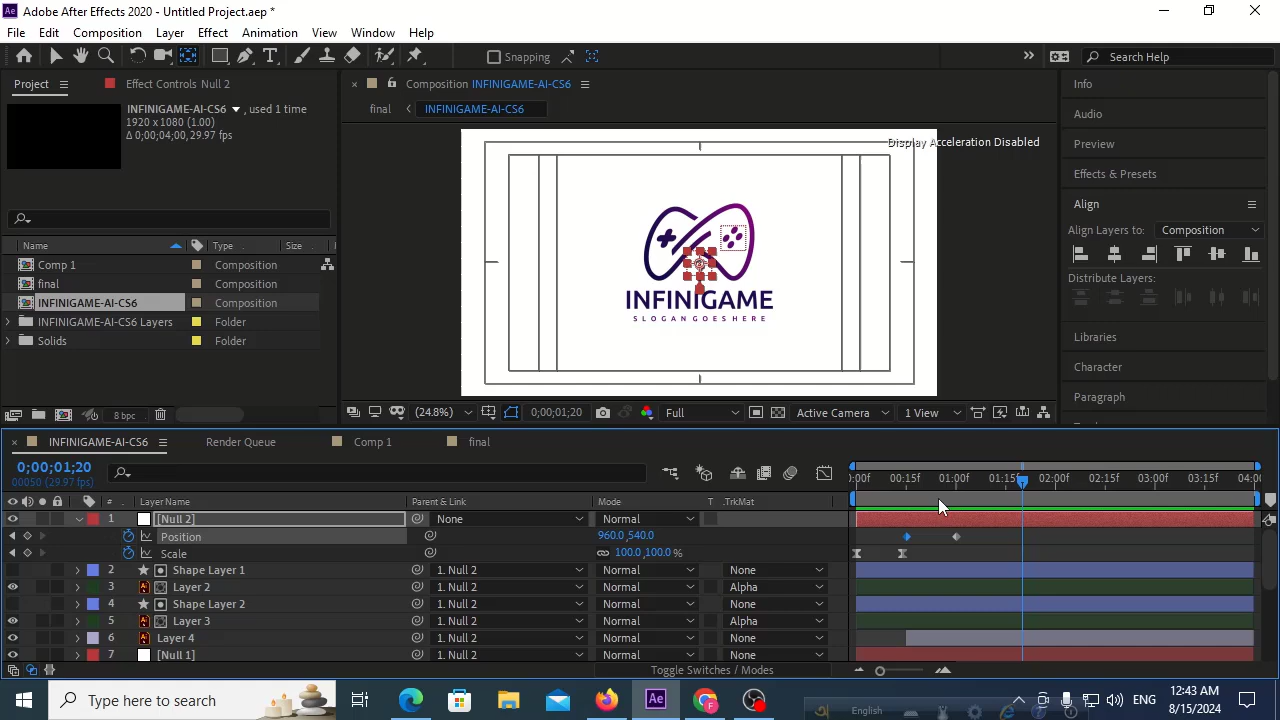 Ae Adobe After Effects 2020 - Untitled Project.aep *
File Edit Composition Layer Effect Animation View Window Help
Snapping
Search Help
Project
Effect Controls Null 2
Composition INFINIGAME-AI-CS6
final
INFINIGAME-AI-CS6
INFINIGAME-AI-CS6 , used 1 time
1920 x 1080 (1.00)
Δ 0;00;04;00, 29.97 fps
Name Type Size
Comp 1 Composition
final Composition
INFINIGAME-AI-CS6 Composition
INFINIGAME-AI-CS6 Layers Folder
Solids Folder
8 bpc
Display Acceleration Disabled
INFINIGAME
SLOGAN GOES HERE
(24.8%) 0;00;01;20 Full Active Camera 1 View
Info
Audio
Preview
Effects & Presets
Align
Align Layers to: Composition
Distribute Layers:
Libraries
Character
Paragraph
INFINIGAME-AI-CS6 Render Queue Comp 1 final
0;00;01;20
00050 (29.97 fps)
:00f 00:15f 01:00f 01:15f 02:00f 02:15f 03:00f 03:15f 04:00
# Layer Name Parent & Link Mode T .TrkMat
1 [Null 2] None Normal
Position 960.0,540.0
Scale 100.0,100.0 %
2 Shape Layer 1 1. Null 2 Normal None
3 Ai Layer 2 1. Null 2 Normal Alpha
4 Shape Layer 2 1. Null 2 Normal None
5 Ai Layer 3 1. Null 2 Normal Alpha
6 Ai Layer 4 1. Null 2 Normal None
7 [Null 1] 1. Null 2 Normal None
Toggle Switches / Modes
Type here to search
Ae
F
English
ENG
12:43 AM
8/15/2024